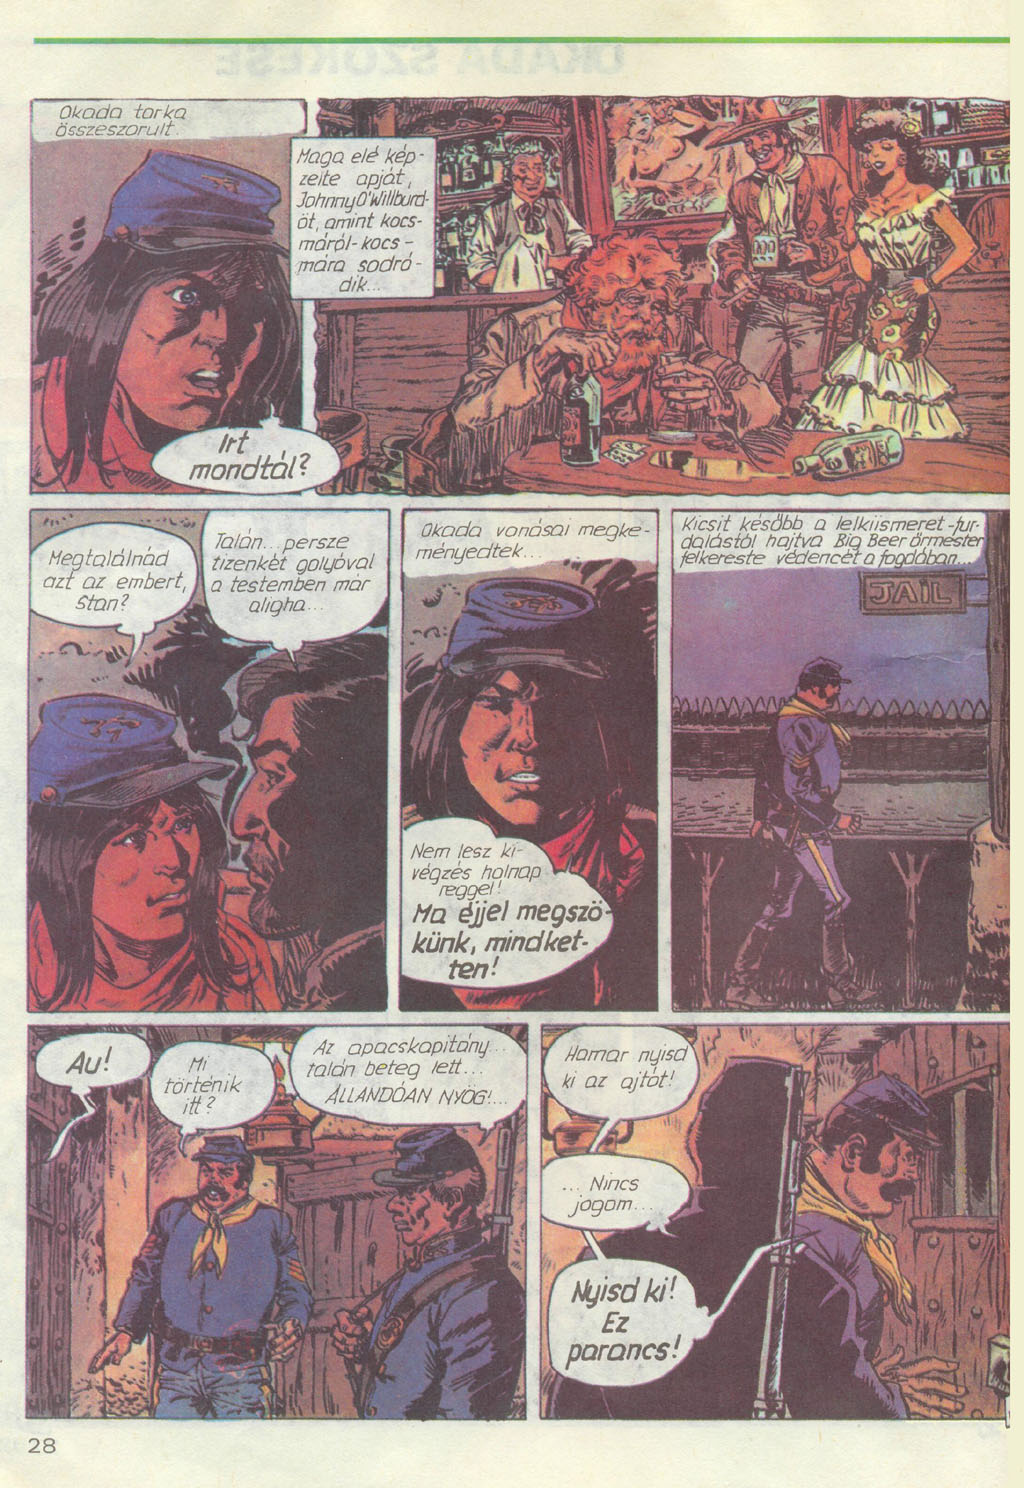 Okada torka
összeszorult.
Maga elé kép-
zelte apját,
Johnny O'Willburd-
öt, amint kocs-
máról-kocs-
mára sodró-
dik...
Irt
mondtál?
Megtalálnád
azt az embert,
Stan?
Talán... persze
tizenkét golyóval
a testemben már
aligha...
Okada vonásai megke-
ményedtek...
Nem lesz ki-
végzés holnap
reggel!
Ma éjjel megszö-
künk, mindket-
ten!
Kicsit később a lelkiismeret-fur-
dalástól hajtva Big Beer őrmester
felkereste védencét a fogdában...
JAIL
Au!
Mi
történik
itt?
Az apacskapitány...
talán beteg lett...
ÁLLANDÓAN NYÖG!...
Hamar nyisd
ki az ajtót!
... Nincs
jogom...
Nyisd ki!
Ez
parancs!
28